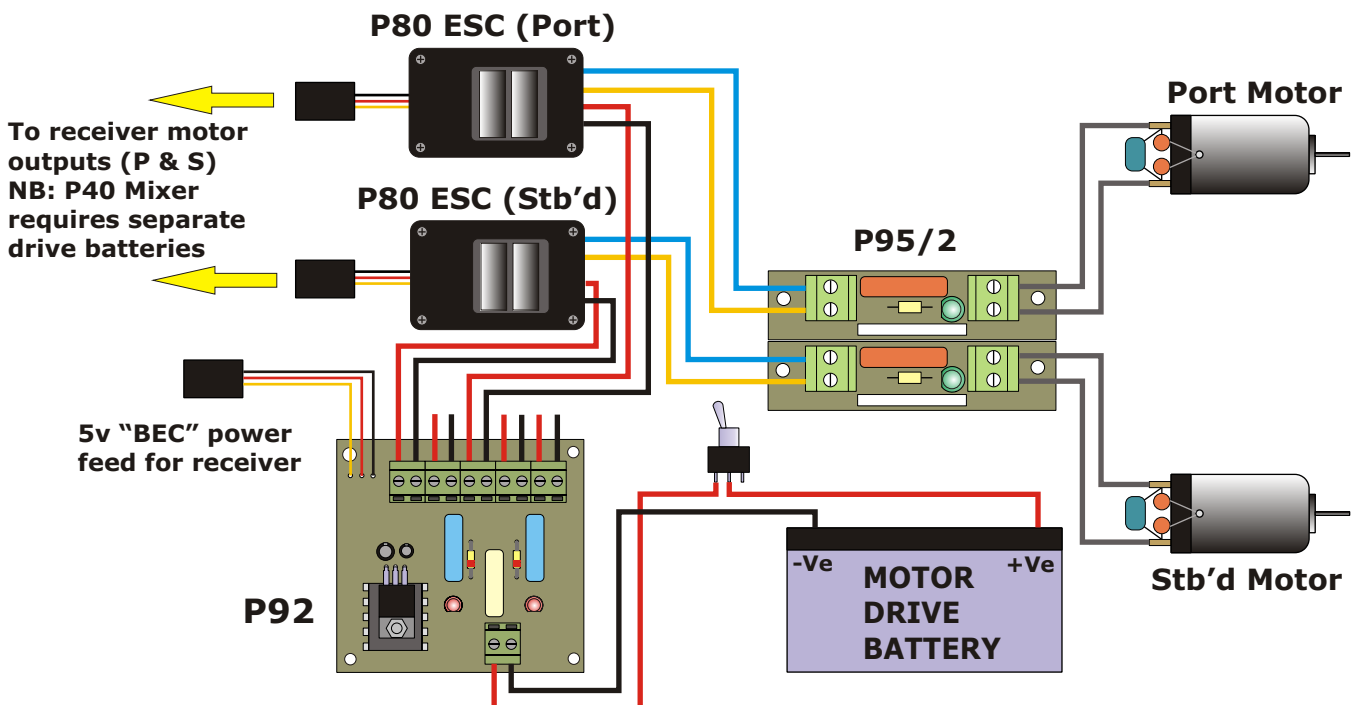 P80 ESC (Port)
To receiver motor
outputs (P & S)
NB: P40 Mixer
requires separate
drive batteries
P80 ESC (Stb’d)
Port Motor
P95/2
5v “BEC” power
feed for receiver
P92
-Ve
+Ve
MOTOR
DRIVE
BATTERY
Stb’d Motor